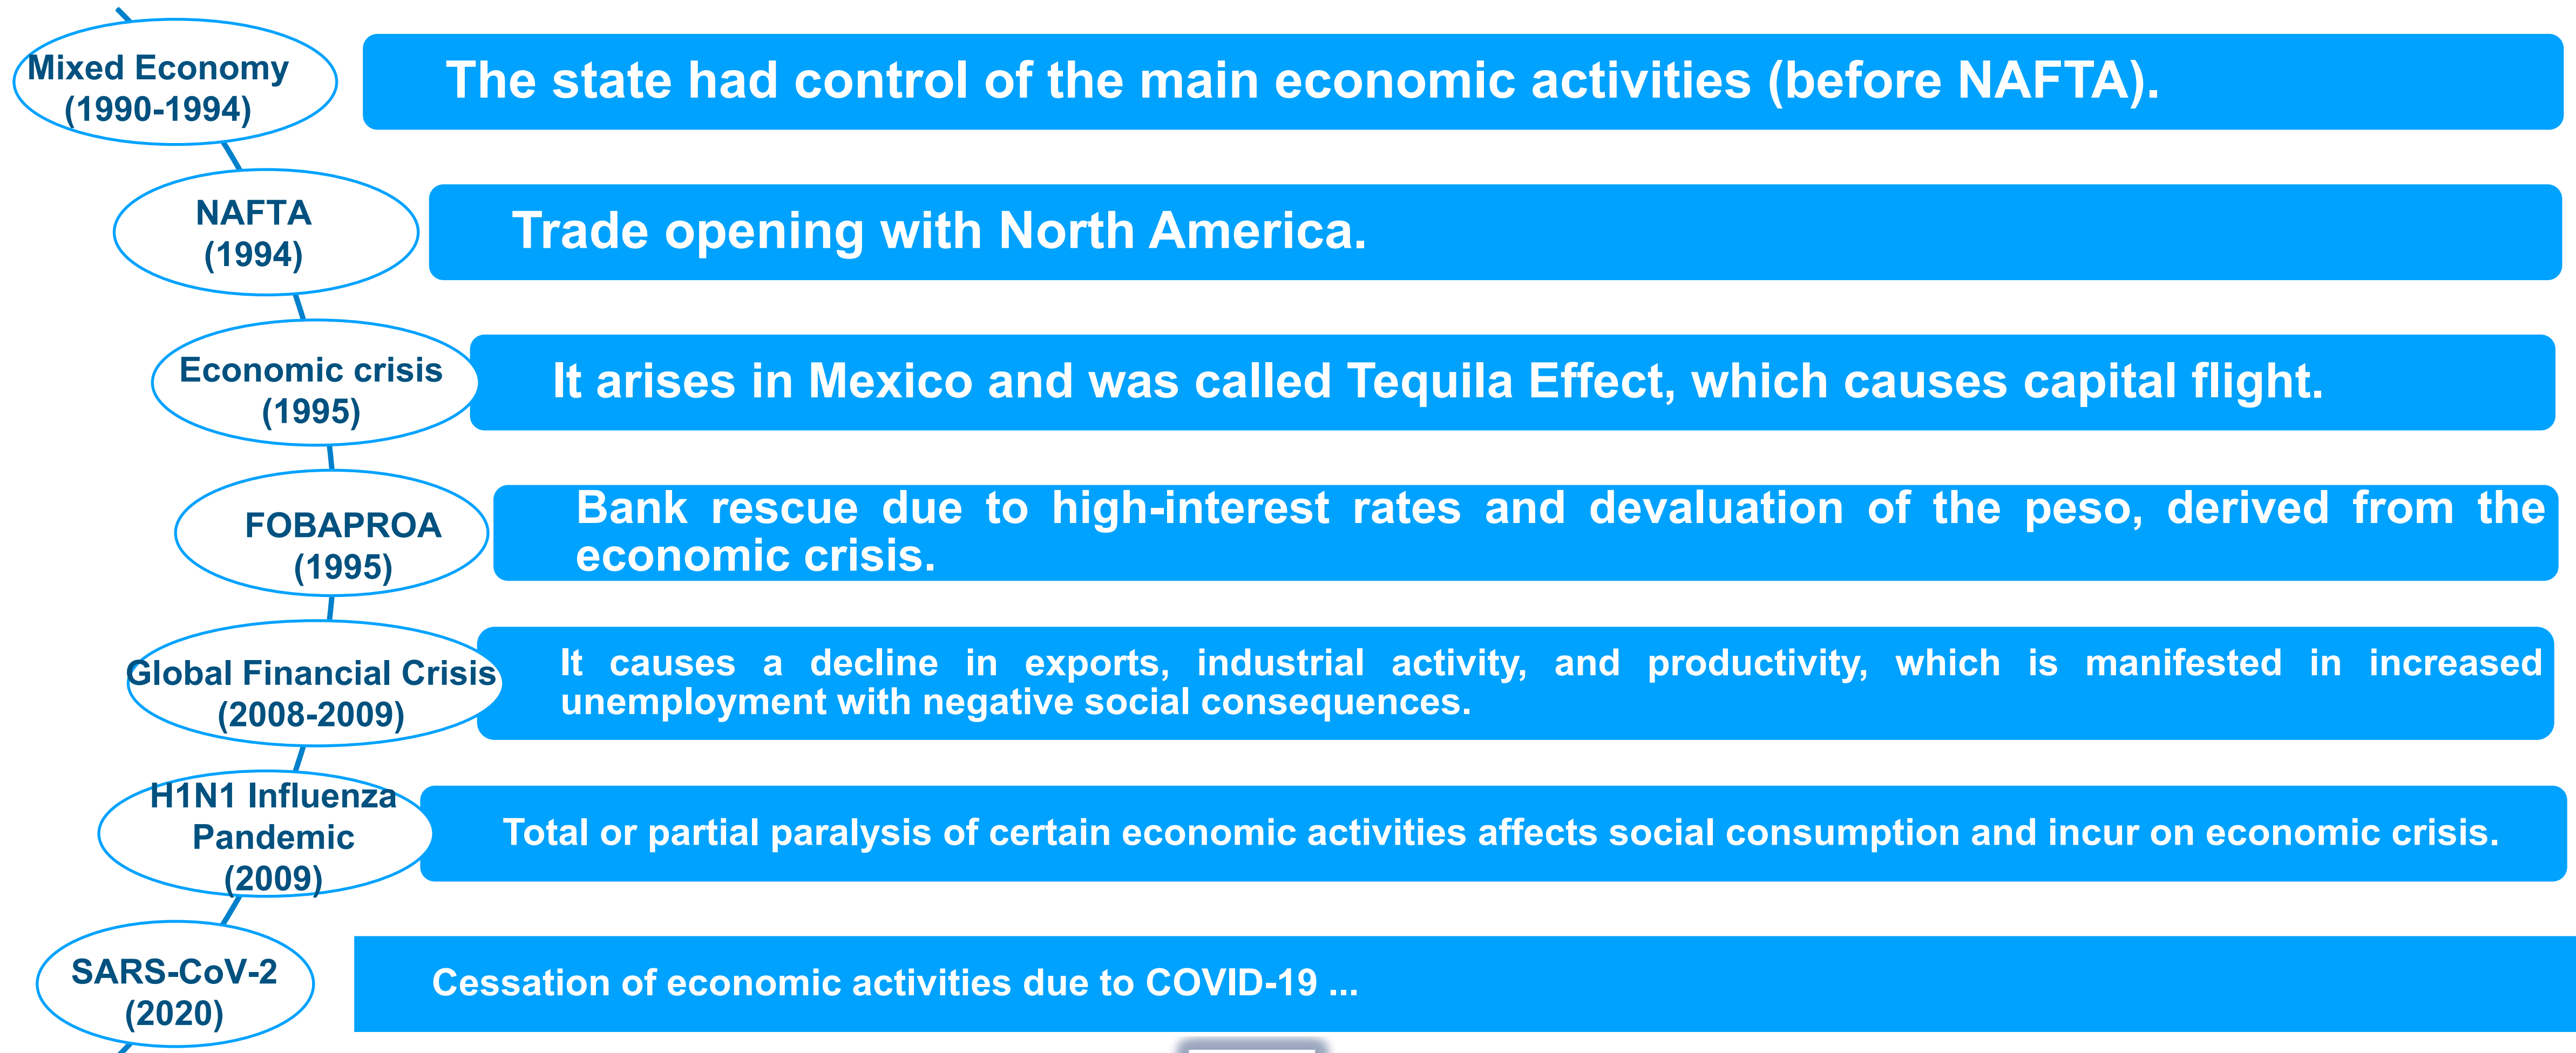 Mixed Economy
(1990-1994)
The state had control of the main economic activities (before NAFTA).
NAFTA
(1994)
Trade opening with North America.
Economic crisis
(1995)
It arises in Mexico and was called Tequila Effect, which causes capital flight.
FOBAPROA
(1995)
Bank rescue due to high-interest rates and devaluation of the peso, derived from the
economic crisis.
Global Financial Crisis
(2008-2009)
It causes a decline in exports, industrial activity, and productivity, which is manifested in increased
unemployment with negative social consequences.
H1N1 Influenza
Pandemic
(2009)
Total or partial paralysis of certain economic activities affects social consumption and incur on economic crisis.
SARS-CoV-2
(2020)
Cessation of economic activities due to COVID-19 ...